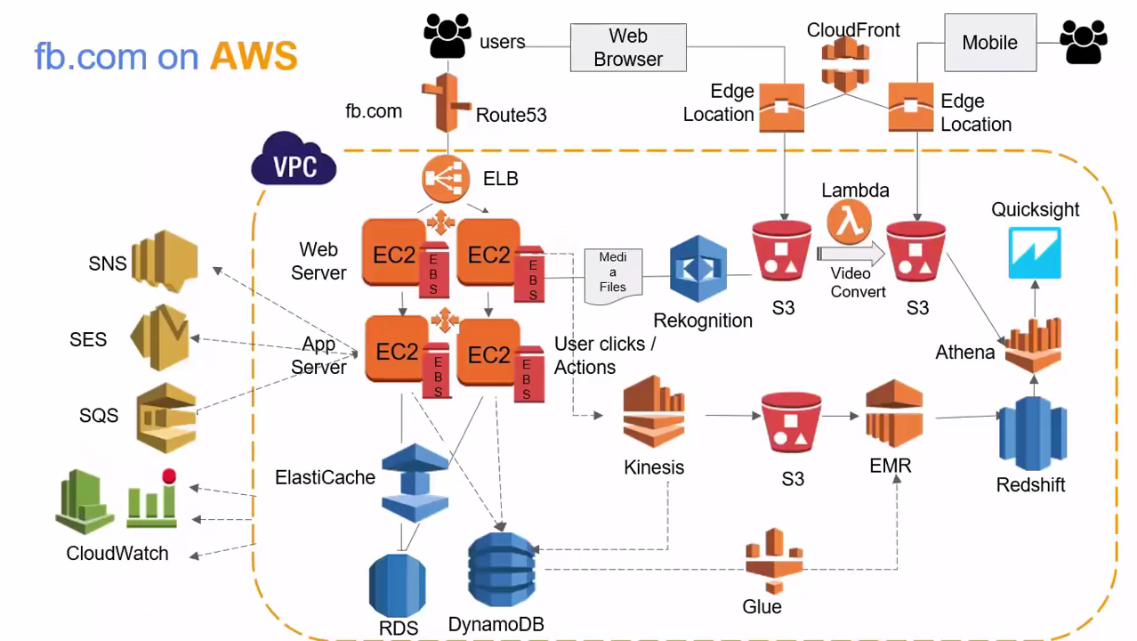 fb.com on AWS
users
Web
Browser
CloudFront
Mobile
Edge
Location
Edge
Location
fb.com
Route53
VPC
ELB
Lambda
Quicksight
SNS
Web
Server
EC2
EBS
EC2
EBS
Medi
a
Files
Rekognition
S3
Video
Convert
S3
SES
App
Server
EC2
EBS
EC2
EBS
User clicks /
Actions
Athena
SQS
Kinesis
S3
EMR
Redshift
ElastiCache
CloudWatch
RDS
DynamoDB
Glue